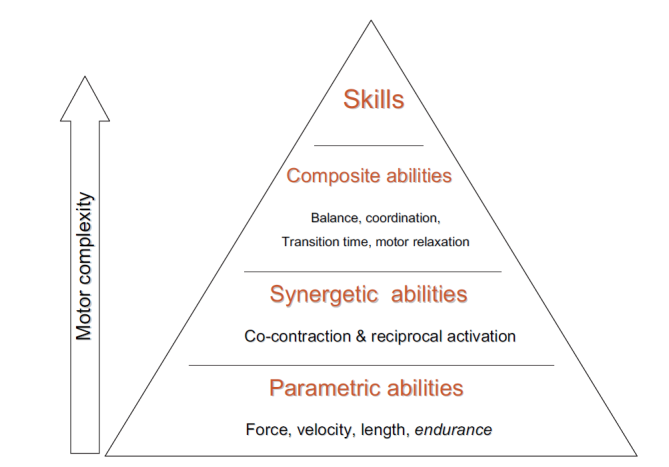 Skills
Composite abilities
Balance, coordination,
Transition time, motor relaxation
Synergetic abilities
Co-contraction & reciprocal activation
Parametric abilities
Force, velocity, length, endurance
Motor complexity